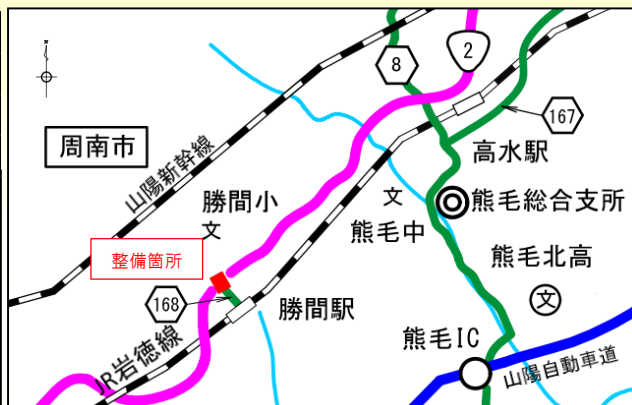 2
8
167
周南市
山陽新幹線
高水駅
勝間小
文
文
熊毛総合支所
熊毛中
整備箇所
熊毛北高
168
文
勝間駅
JR岩徳線
熊毛IC
山陽自動車道